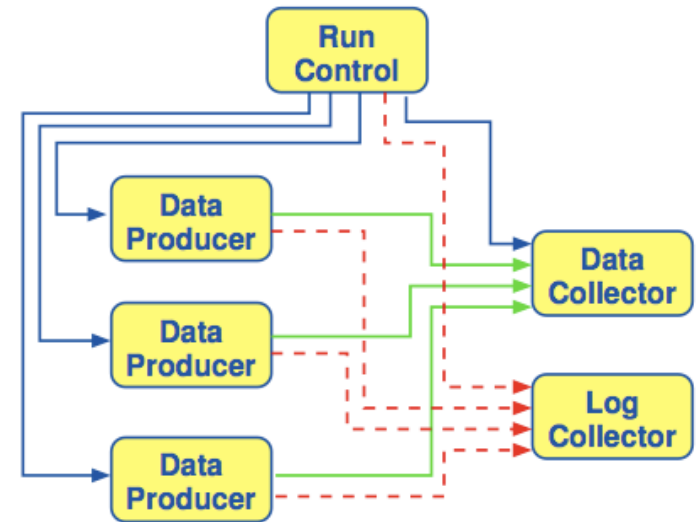 Run
Control
Data
Producer
Data
Collector
Data
Producer
Log
Collector
Data
Producer